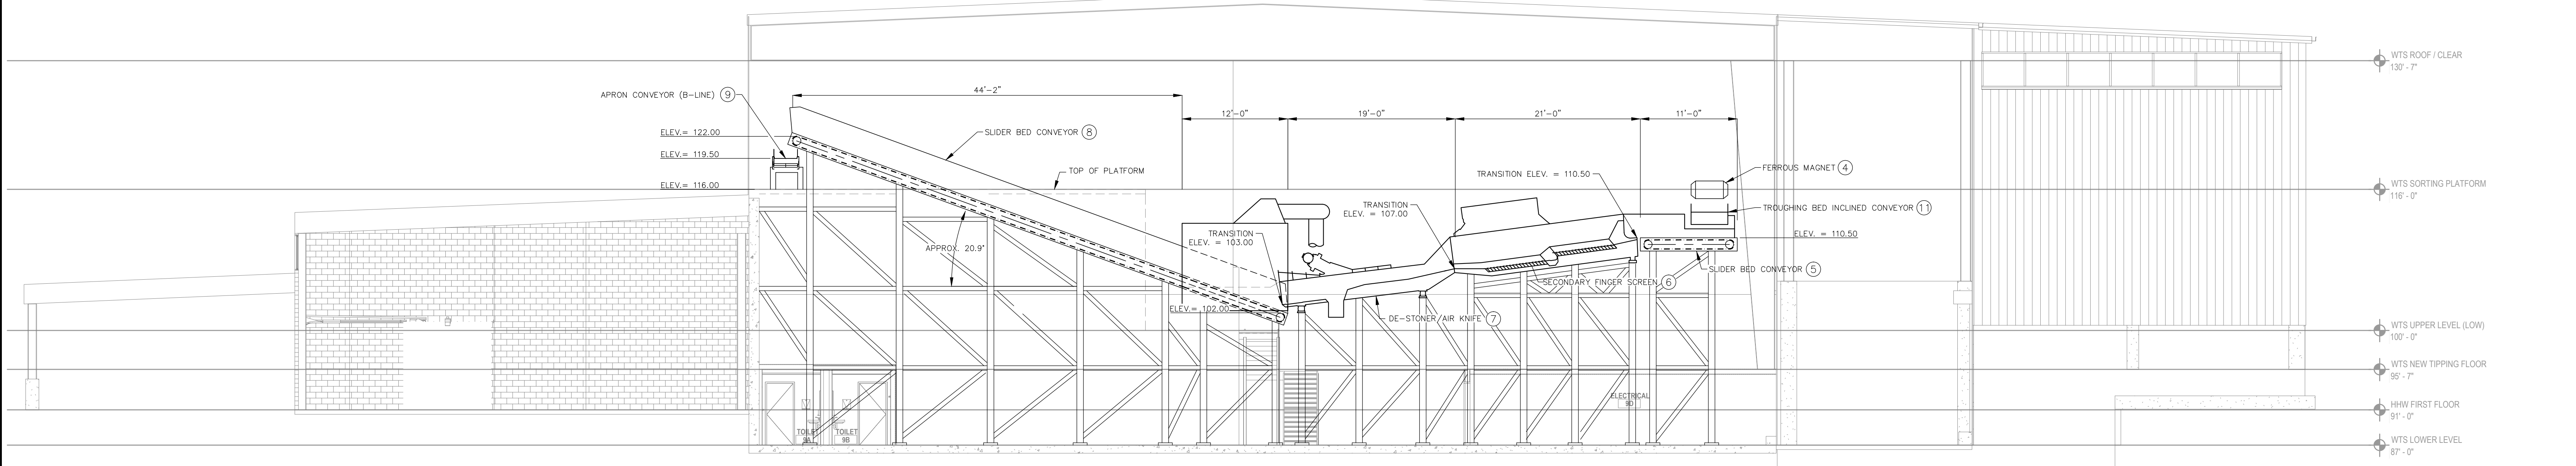 WTS ROOF / CLEAR
130' - 7"
44'-2"
APRON CONVEYOR (B-LINE) 9
12'-0"
19'-0"
21'-0"
11'-0"
ELEV.= 122.00
SLIDER BED CONVEYOR 8
ELEV.= 119.50
FERROUS MAGNET 4
TOP OF PLATFORM
TRANSITION ELEV. = 110.50
ELEV.= 116.00
WTS SORTING PLATFORM
116' - 0"
TRANSITION
ELEV. = 107.00
TROUGHING BED INCLINED CONVEYOR 11
TRANSITION
ELEV. = 103.00
ELEV. = 110.50
APPROX. 20.9°
SLIDER BED CONVEYOR 5
SECONDARY FINGER SCREEN 6
ELEV.= 102.00
DE-STONER/AIR KNIFE 7
WTS UPPER LEVEL (LOW)
100' - 0"
WTS NEW TIPPING FLOOR
95' - 7"
ELECTRICAL
9D
HHW FIRST FLOOR
91' - 0"
TOILET
9A
TOILET
9B
WTS LOWER LEVEL
87' - 0"